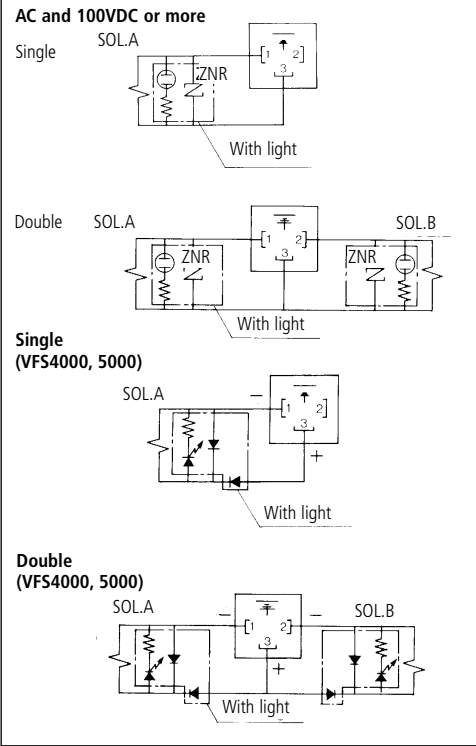 AC and 100VDC or more
Single SOL.A
ZNR
1 2
3
With light
Double SOL.A SOL.B
1 2
3
ZNR ZNR
With light
Single
(VFS4000, 5000)
SOL.A
−
1 2
3
+
With light
Double
(VFS4000, 5000)
SOL.A SOL.B
− −
1 2
3
+
With light